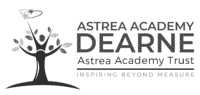 ASTREA ACADEMY
DEARNE
Astrea Academy Trust
INSPIRING BEYOND MEASURE